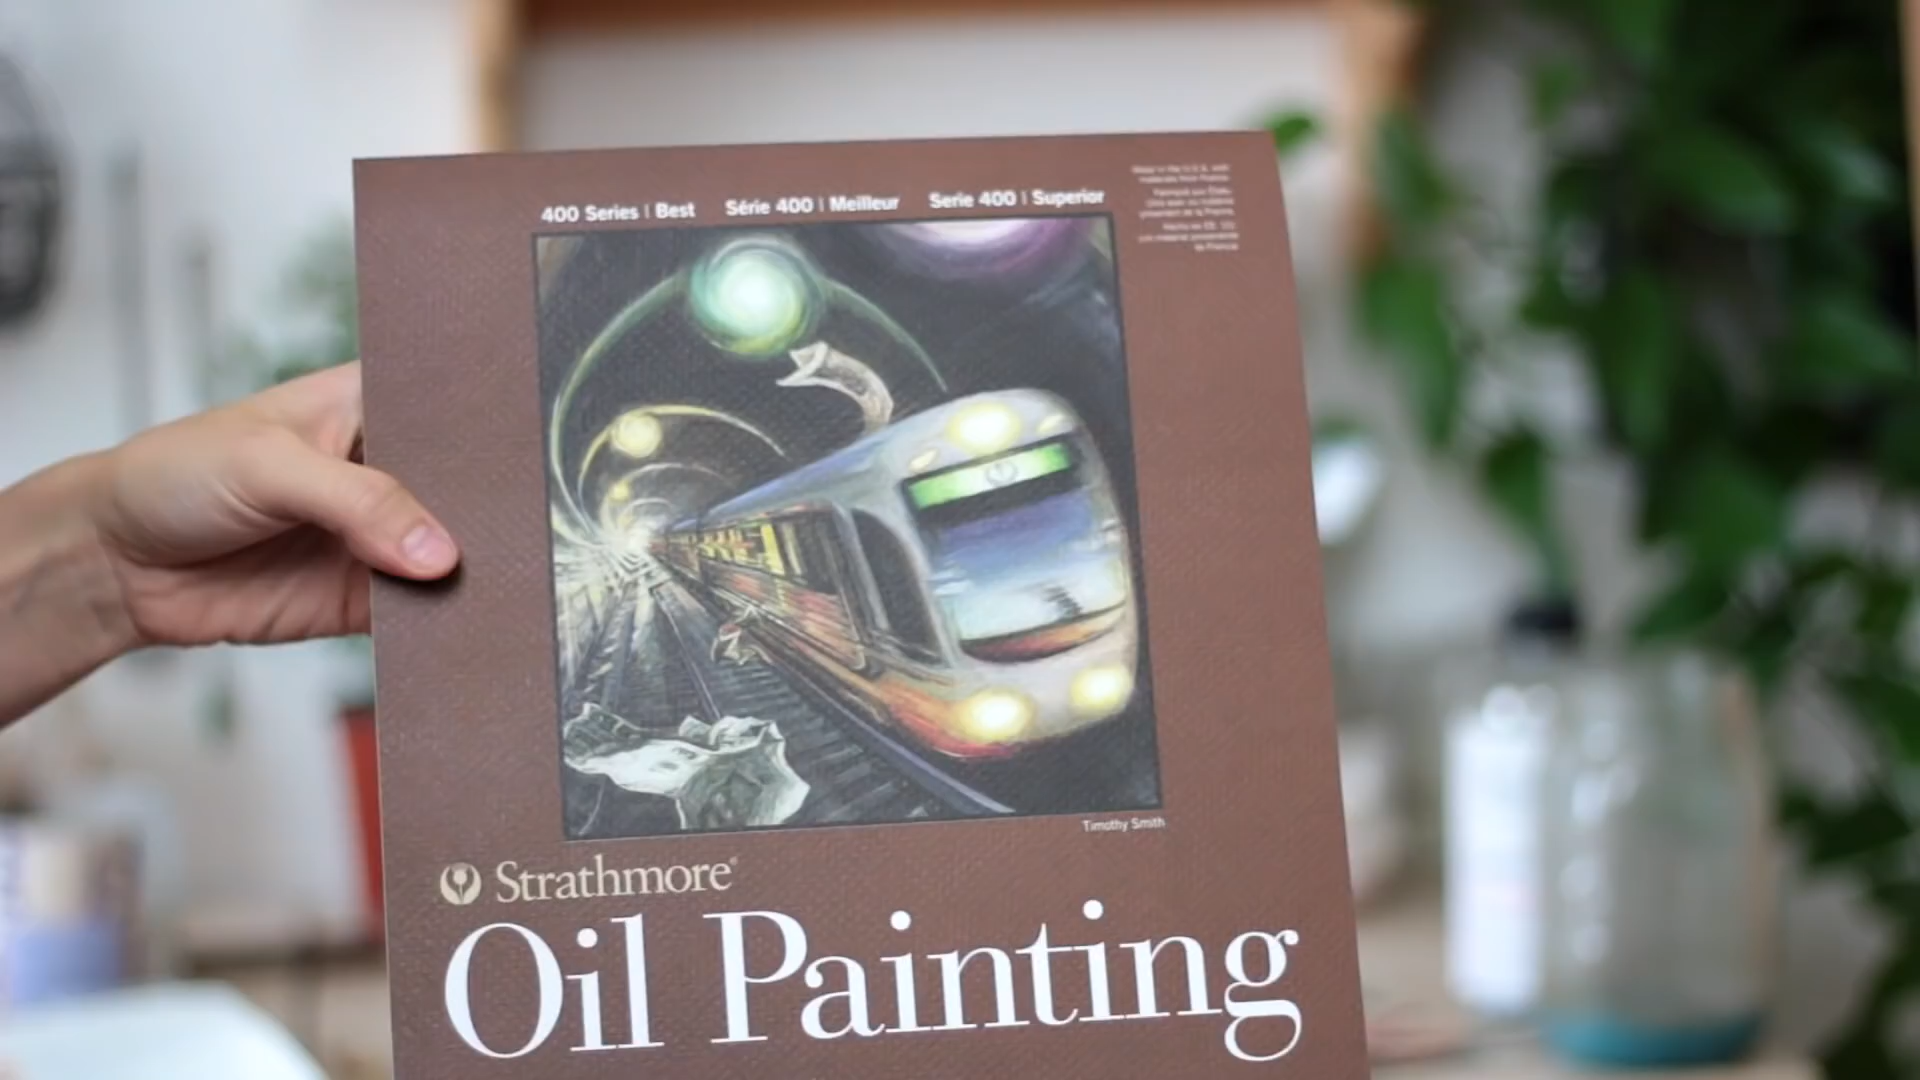 400 Series | Best Série 400 | Meilleur Serie 400 | Superior
Timothy Smith
Strathmore®
Oil Painting